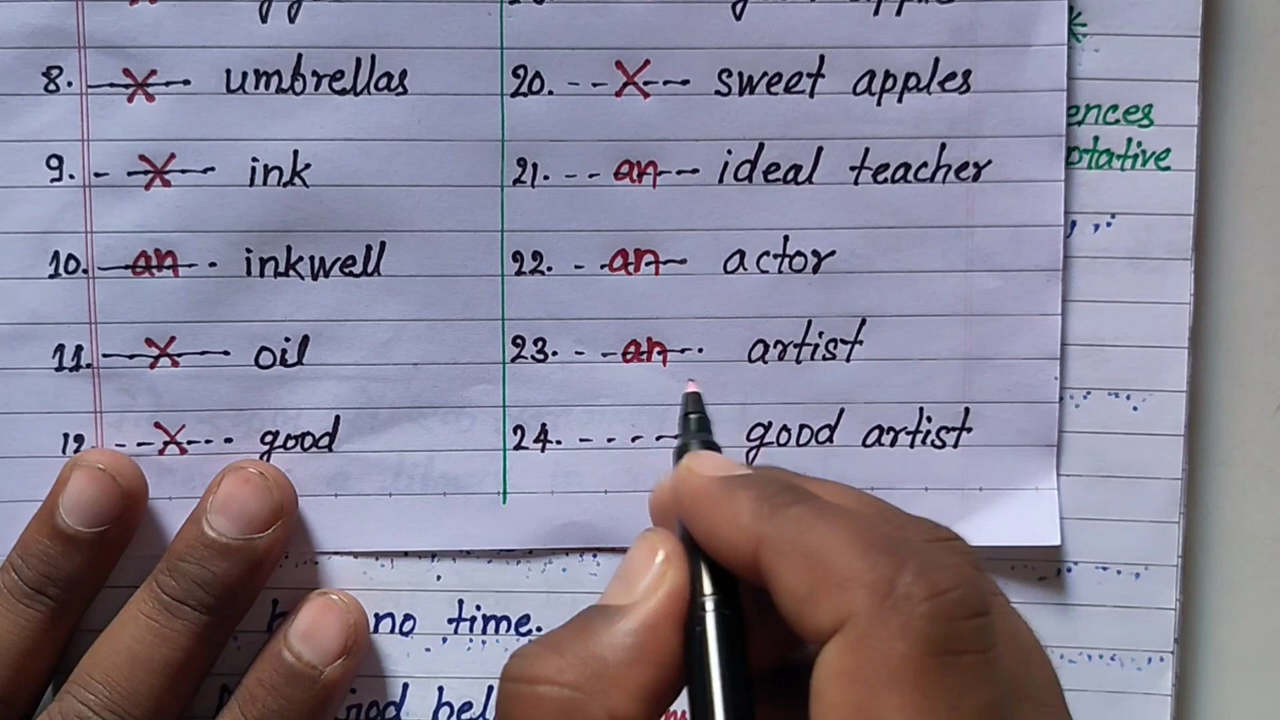 8. X umbrellas
9. X ink
10. an inkwell
11. X oil
12. X good
20. X sweet apples
21. an ideal teacher
22. an actor
23. an artist
24. good artist
ences
otative
no time.